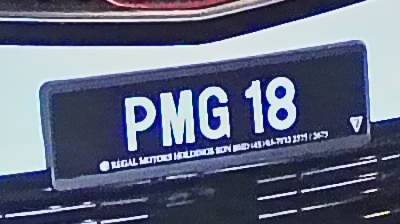 PMG 18
REGAL MOTORS HOLDINGS SDN BHD